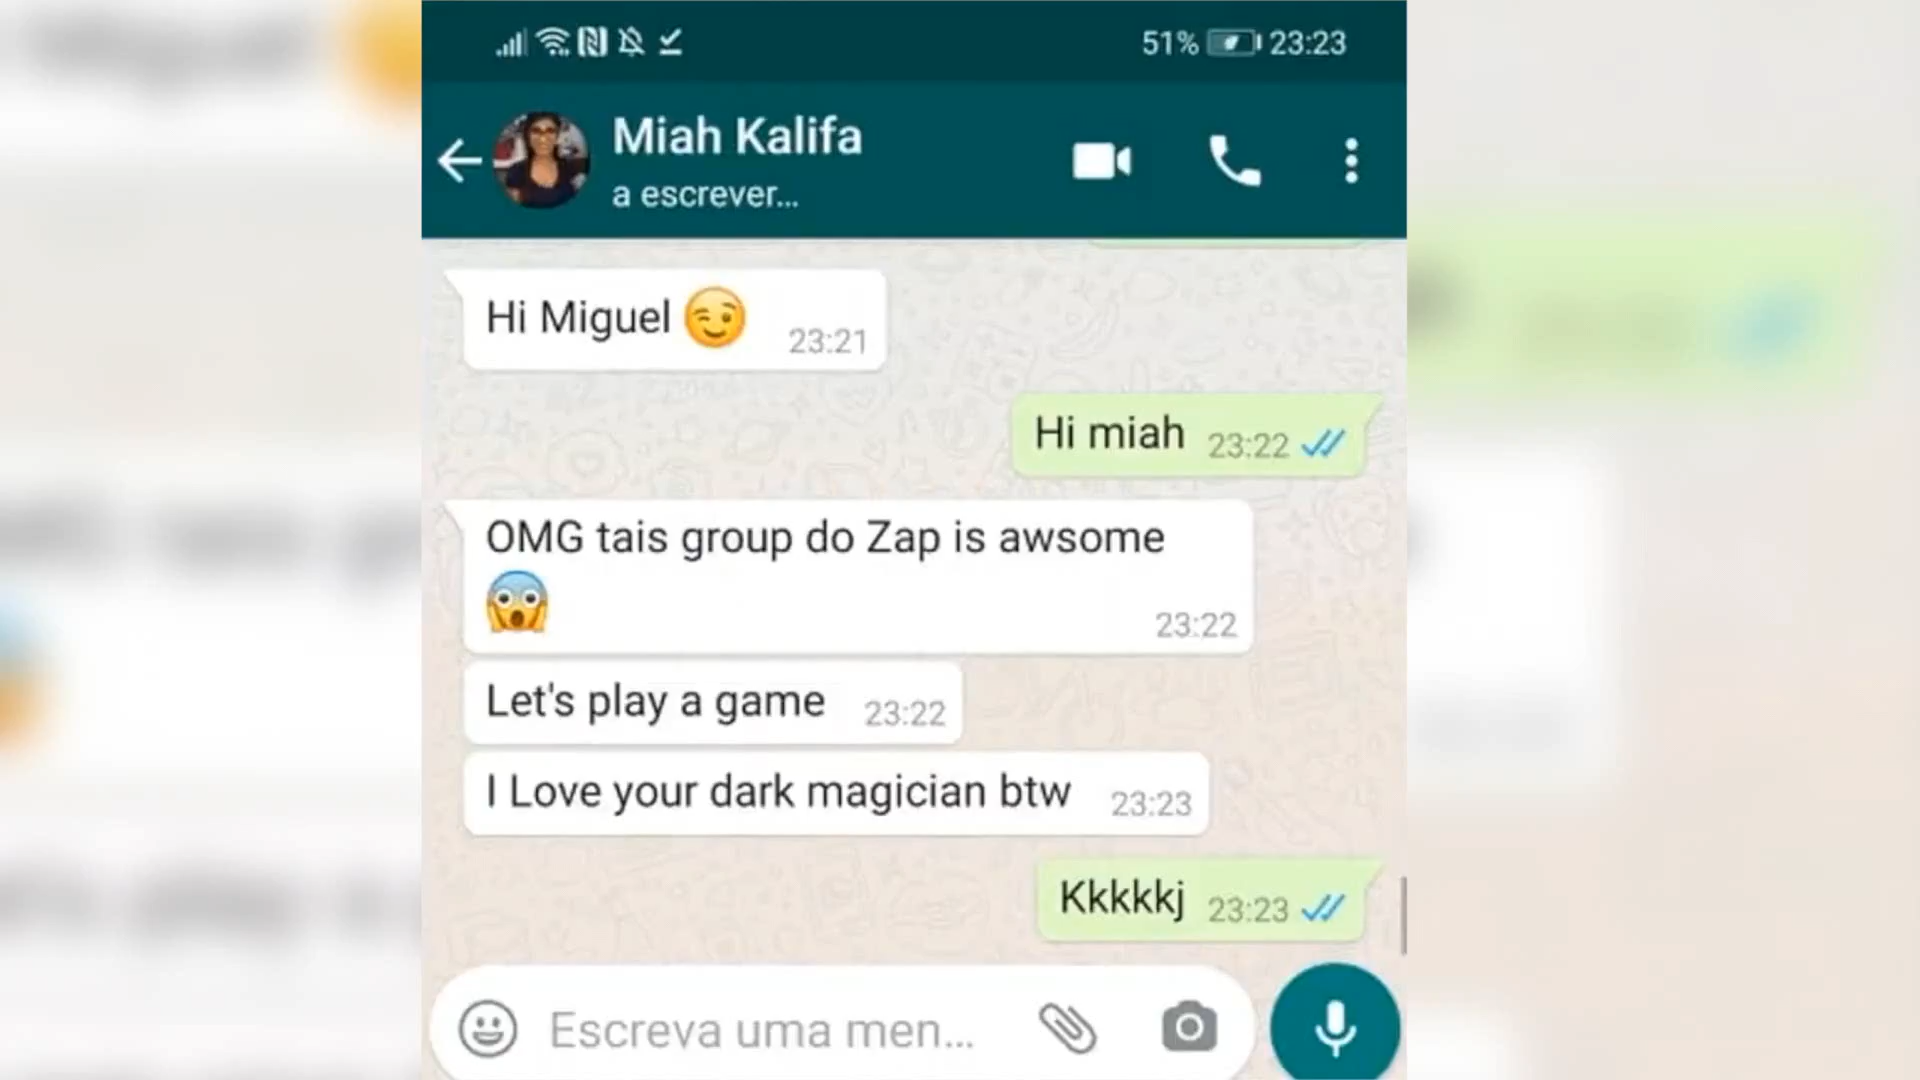 51% 23:23
Miah Kalifa
a escrever...
Hi Miguel 😉 23:21
Hi miah 23:22
OMG tais group do Zap is awsome
😱 23:22
Let's play a game 23:22
I Love your dark magician btw 23:23
Kkkkkj 23:23
Escreva uma men...